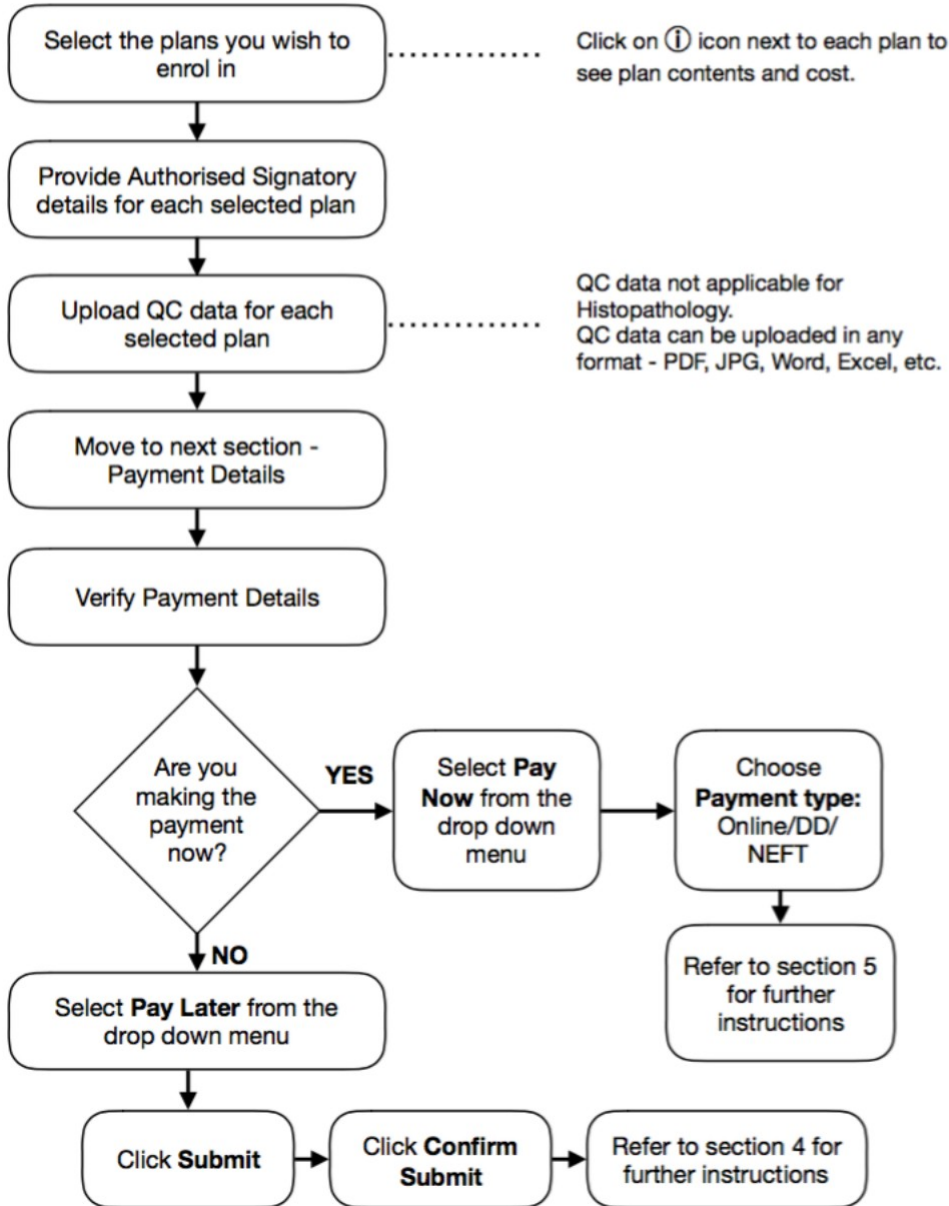 Select the plans you wish to
enrol in
Click on ⓘ icon next to each plan to
see plan contents and cost.
Provide Authorised Signatory
details for each selected plan
Upload QC data for each
selected plan
QC data not applicable for
Histopathology.
QC data can be uploaded in any
format - PDF, JPG, Word, Excel, etc.
Move to next section -
Payment Details
Verify Payment Details
Are you
making the
payment
now?
YES
Select Pay
Now from the
drop down
menu
Choose
Payment type:
Online/DD/
NEFT
Refer to section 5
for further
instructions
NO
Select Pay Later from the
drop down menu
Click Submit
Click Confirm
Submit
Refer to section 4 for
further instructions